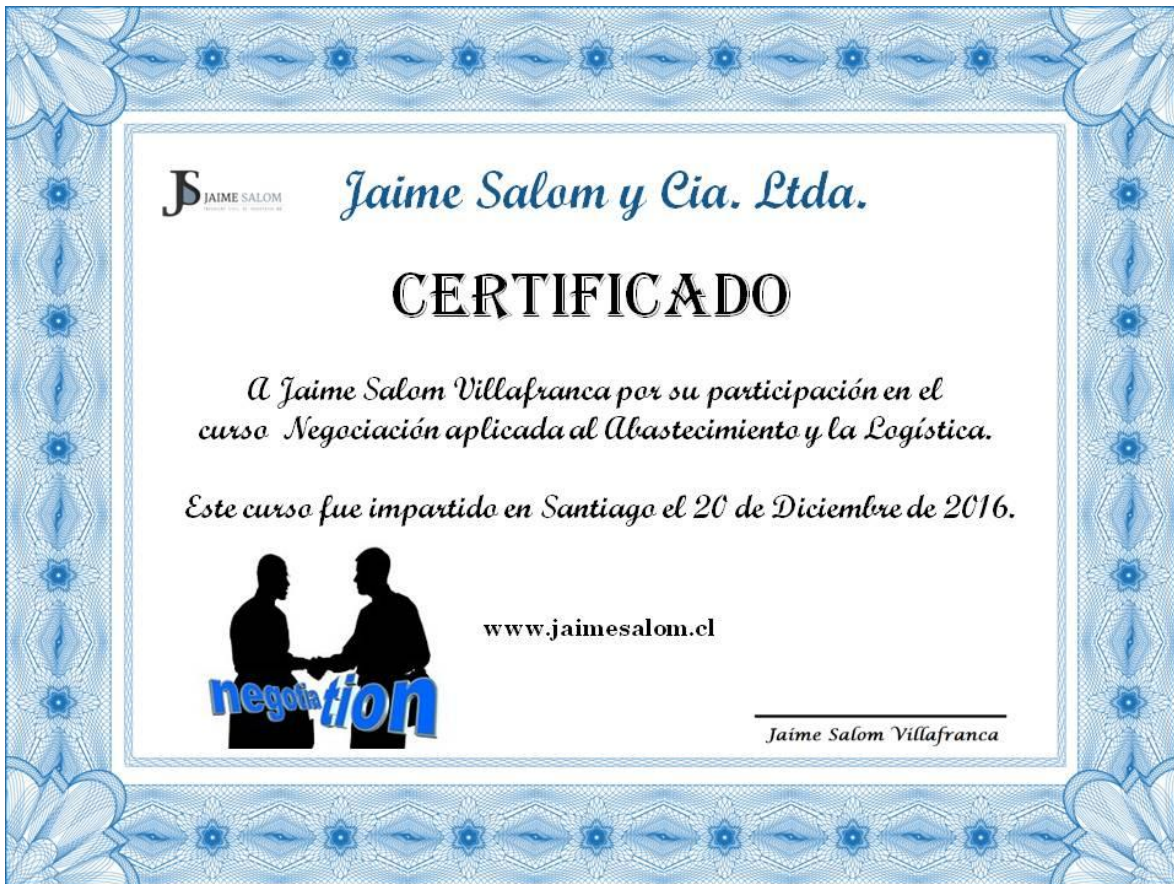 JS JAIME SALOM
Jaime Salom y Cia. Ltda.
CERTIFICADO
A Jaime Salom Villafranca por su participación en el
curso Negociación aplicada al Abastecimiento y la Logística.
Este curso fue impartido en Santiago el 20 de Diciembre de 2016.
www.jaimesalom.cl
negotiation
Jaime Salom Villafranca